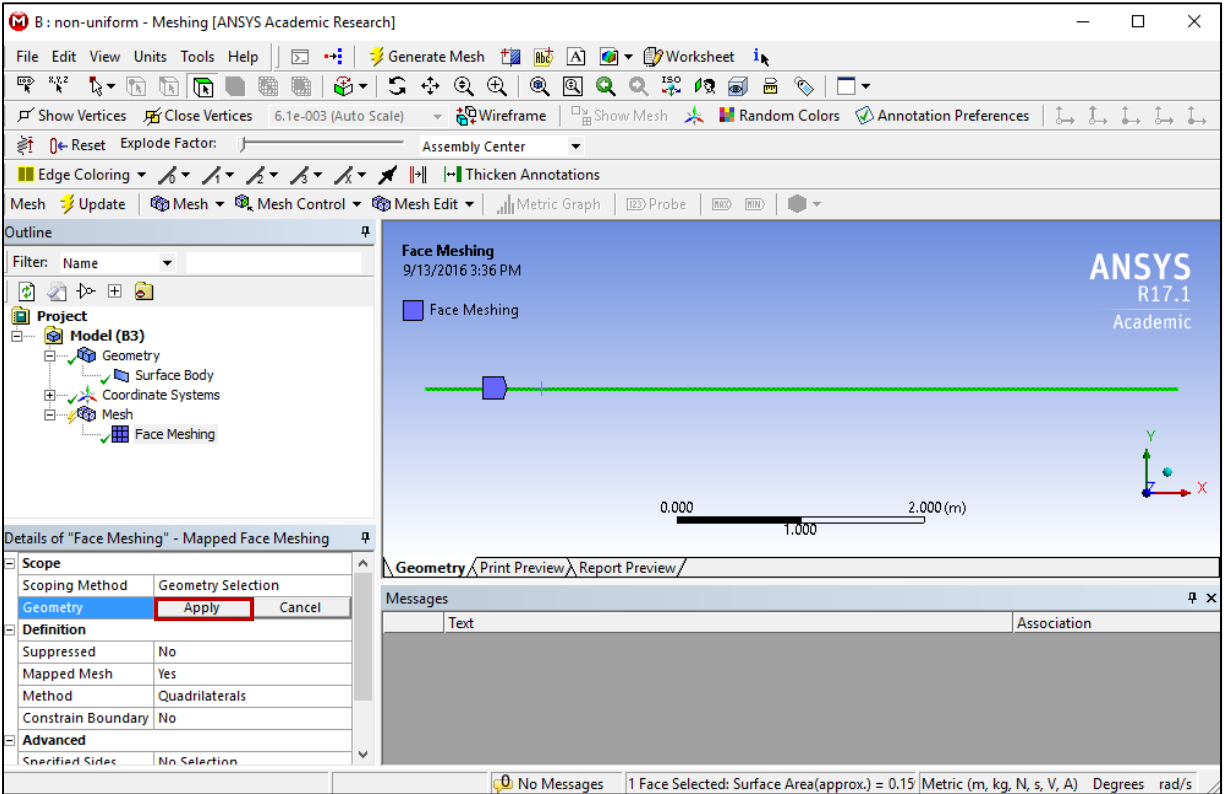 B : non-uniform - Meshing [ANSYS Academic Research]
File Edit View Units Tools Help Generate Mesh A Worksheet i
x,y,z ISO
Show Vertices Close Vertices 6.1e-003 (Auto Scale) Wireframe Show Mesh Random Colors Annotation Preferences
Reset Explode Factor: Assembly Center
Edge Coloring 0 1 2 3 x Thicken Annotations
Mesh Update Mesh Mesh Control Mesh Edit Metric Graph Probe MAX MIN
Outline
Filter: Name
Project
Model (B3)
Geometry
Surface Body
Coordinate Systems
Mesh
Face Meshing
Details of "Face Meshing" - Mapped Face Meshing
Scope
Scoping Method Geometry Selection
Geometry Apply Cancel
Definition
Suppressed No
Mapped Mesh Yes
Method Quadrilaterals
Constrain Boundary No
Advanced
Specified Sides No Selection
Face Meshing
9/13/2016 3:36 PM
Face Meshing
ANSYS
R17.1
Academic
Y
Z X
0.000 2.000 (m)
1.000
Geometry Print Preview Report Preview
Messages
Text Association
No Messages 1 Face Selected: Surface Area(approx.) = 0.15 Metric (m, kg, N, s, V, A) Degrees rad/s